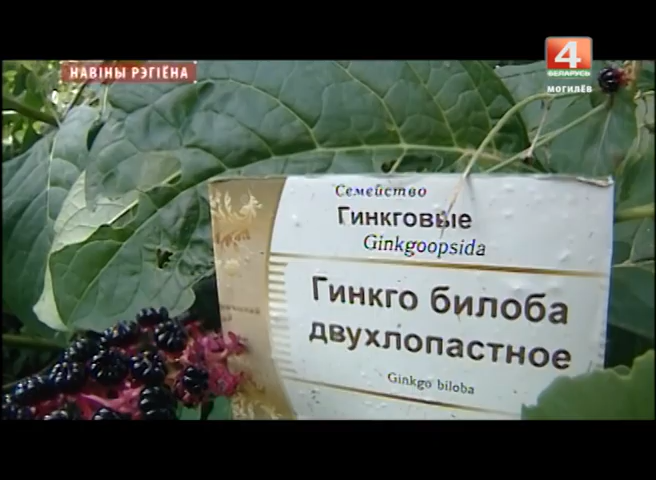 НАВІНЫ РЭГІЁНА
4
БЕЛАРУСЬ
МОГИЛЁВ
Семейство
Гинкговые
Ginkgoopsida
Гинкго билоба
двухлопастное
Ginkgo biloba